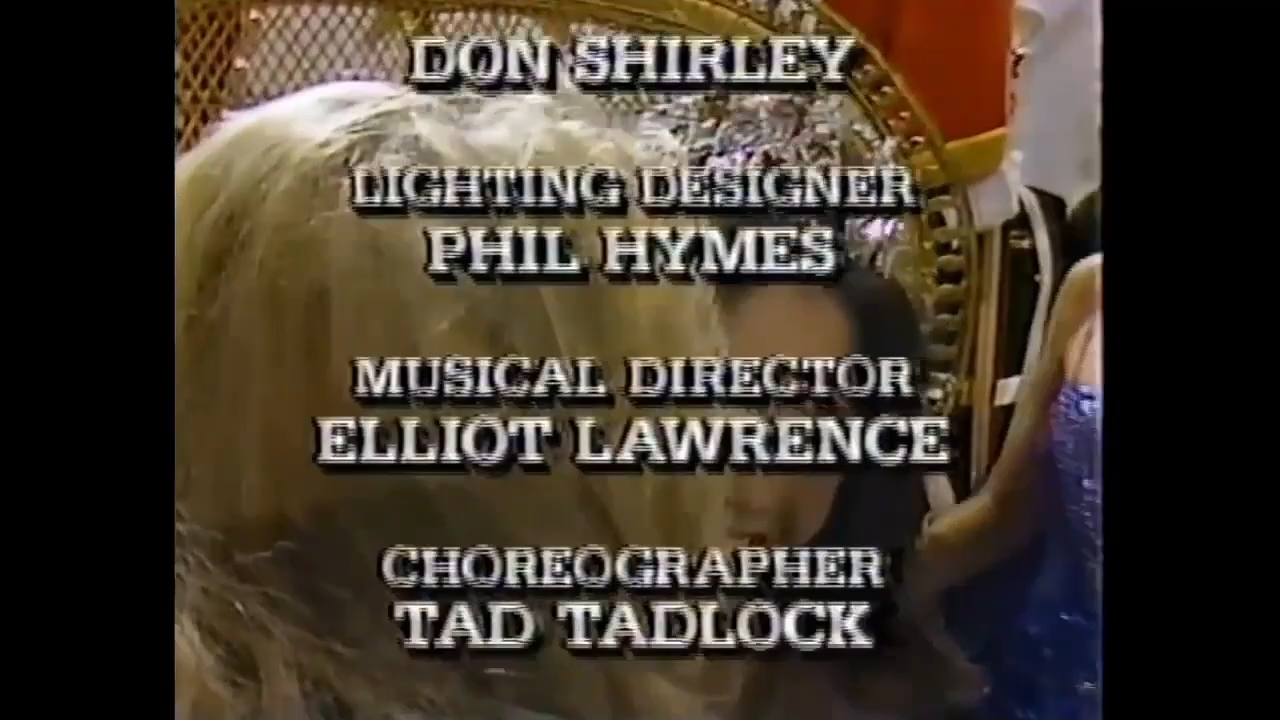 DON SHIRLEY
LIGHTING DESIGNER
PHIL HYMES
MUSICAL DIRECTOR
ELLIOT LAWRENCE
CHOREOGRAPHER
TAD TADLOCK